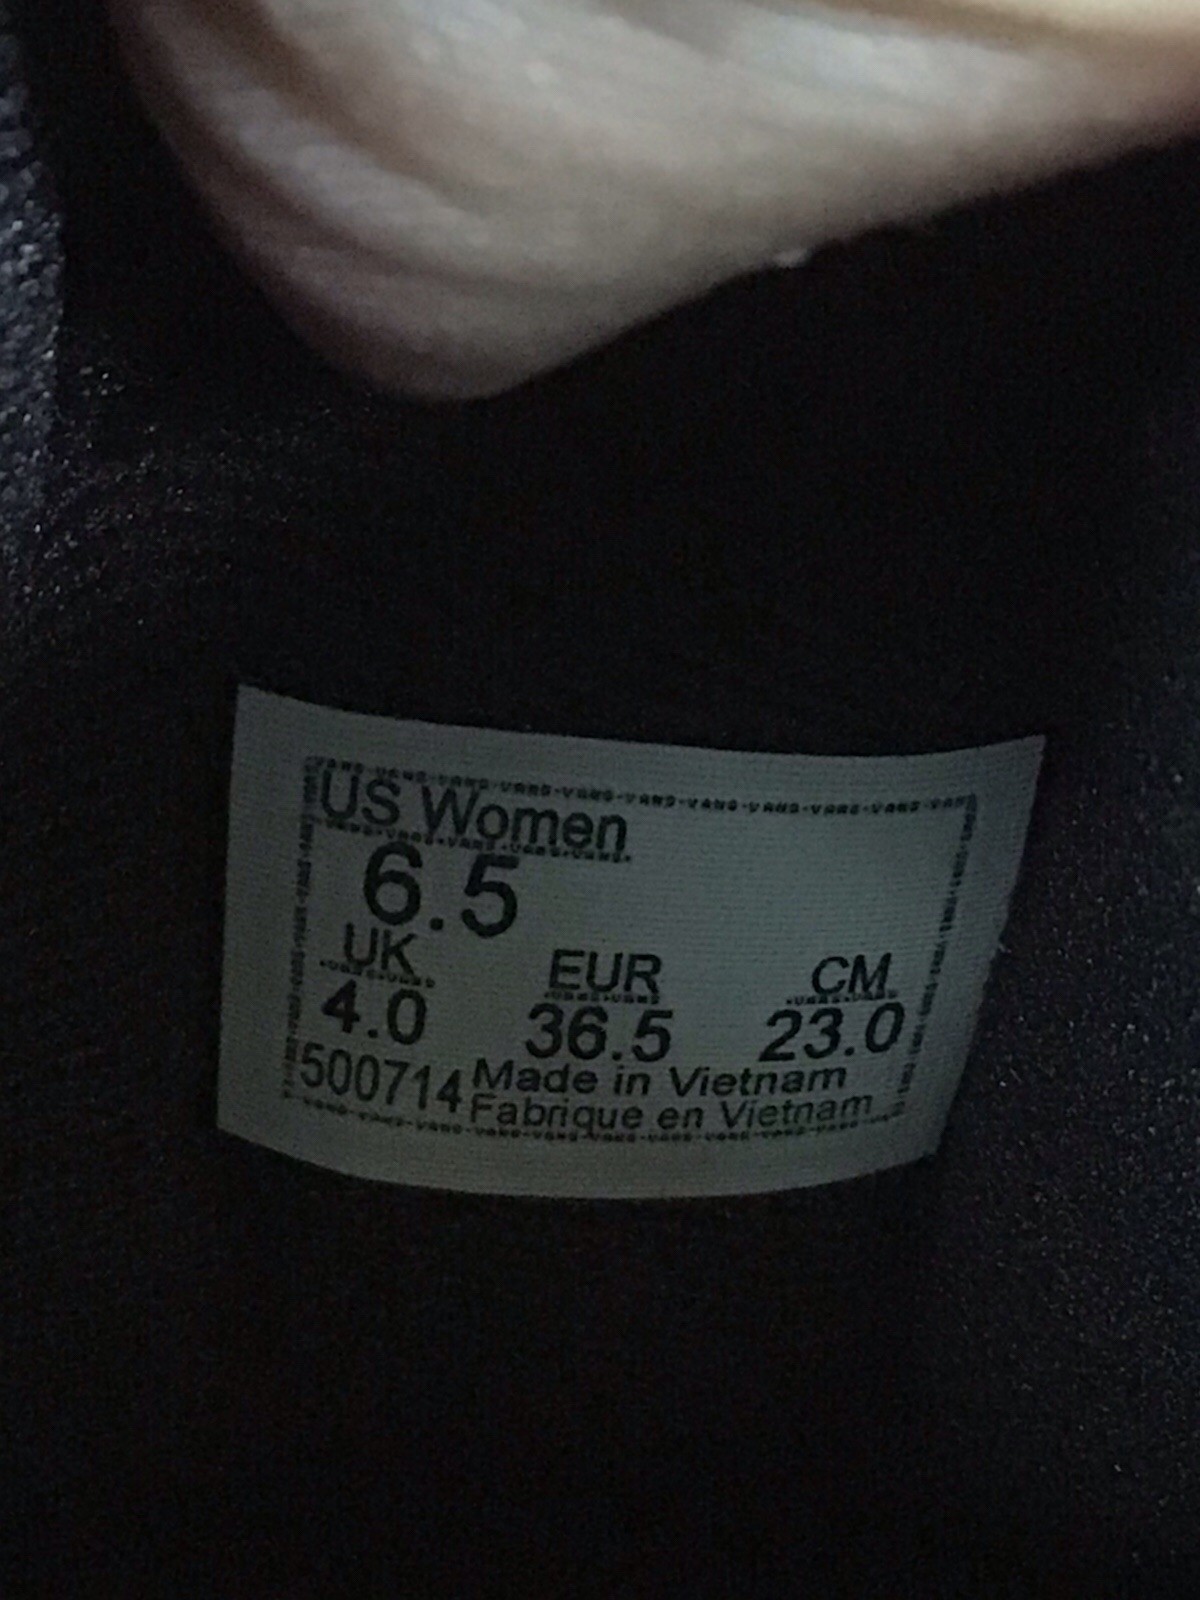 US Women
6.5
UK EUR CM
4.0 36.5 23.0
500714 Made in Vietnam
Fabrique en Vietnam